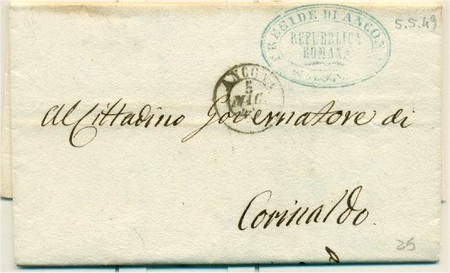 PRESIDE DI ANCONA
5.5.49
REPUBBLICA
ROMANA
ANCONA
5
MAG
Al Cittadino Governatore di
Corinaldo.
25